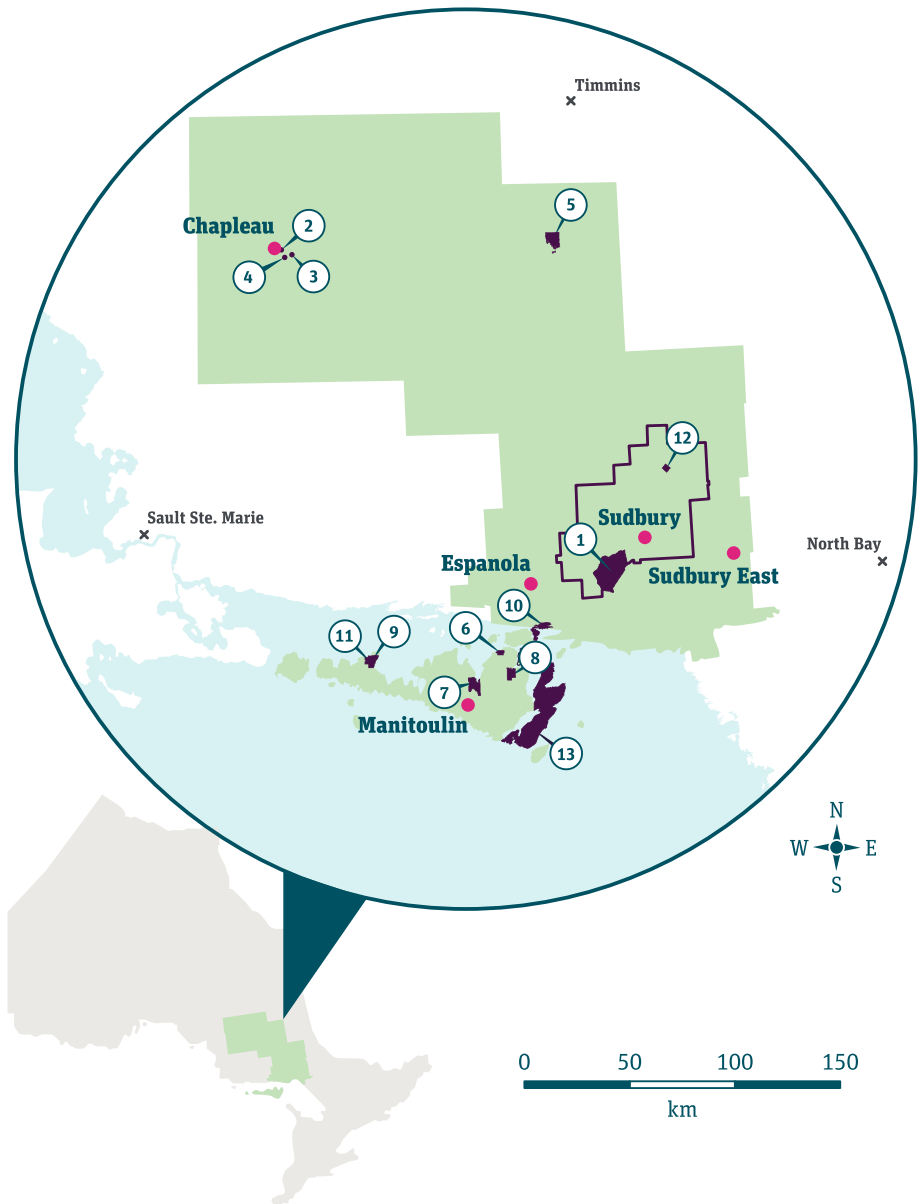 Timmins
5
Chapleau
2
4
3
12
Sault Ste. Marie
Sudbury
1
North Bay
Espanola
Sudbury East
10
11
9
6
8
7
Manitoulin
13
N
W
E
S
0
50
100
150
km